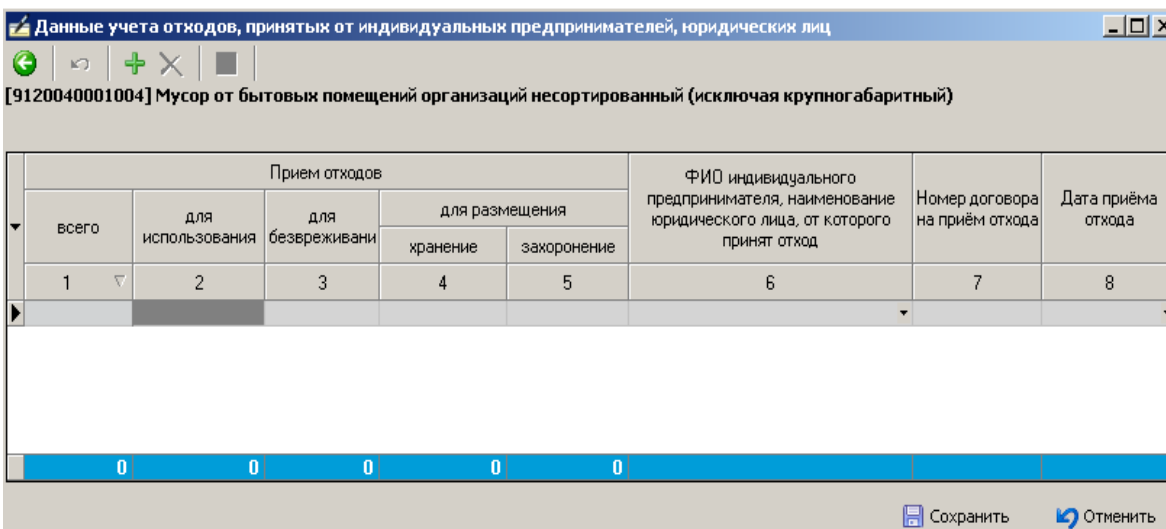 Данные учета отходов, принятых от индивидуальных предпринимателей, юридических лиц
[9120040001004] Мусор от бытовых помещений организаций несортированный (исключая крупногабаритный)
Прием отходов
всего
для
использования
для
безвреживани
для размещения
хранение
захоронение
ФИО индивидуального
предпринимателя, наименование
юридического лица, от которого
принят отход
Номер договора
на приём отхода
Дата приёма
отхода
1 2 3 4 5 6 7 8
0 0 0 0 0
Сохранить Отменить